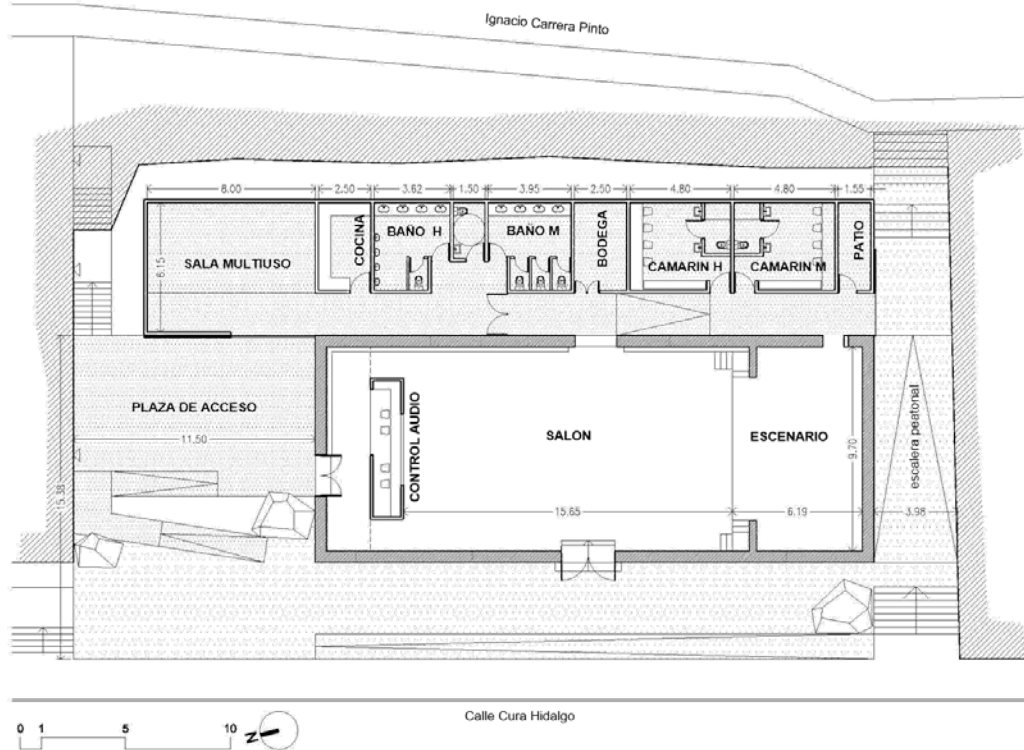 Ignacio Carrera Pinto
8.00
2.50
3.62
1.50
3.95
2.50
4.80
4.80
1.55
SALA MULTIUSO
6.15
COCINA
BAÑO H
BAÑO M
BODEGA
CAMARIN H
CAMARIN M
PATIO
PLAZA DE ACCESO
11.50
15.38
CONTROL AUDIO
SALON
15.65
ESCENARIO
6.19
9.70
escalera peatonal
3.98
Calle Cura Hidalgo
0 1 5 10
N